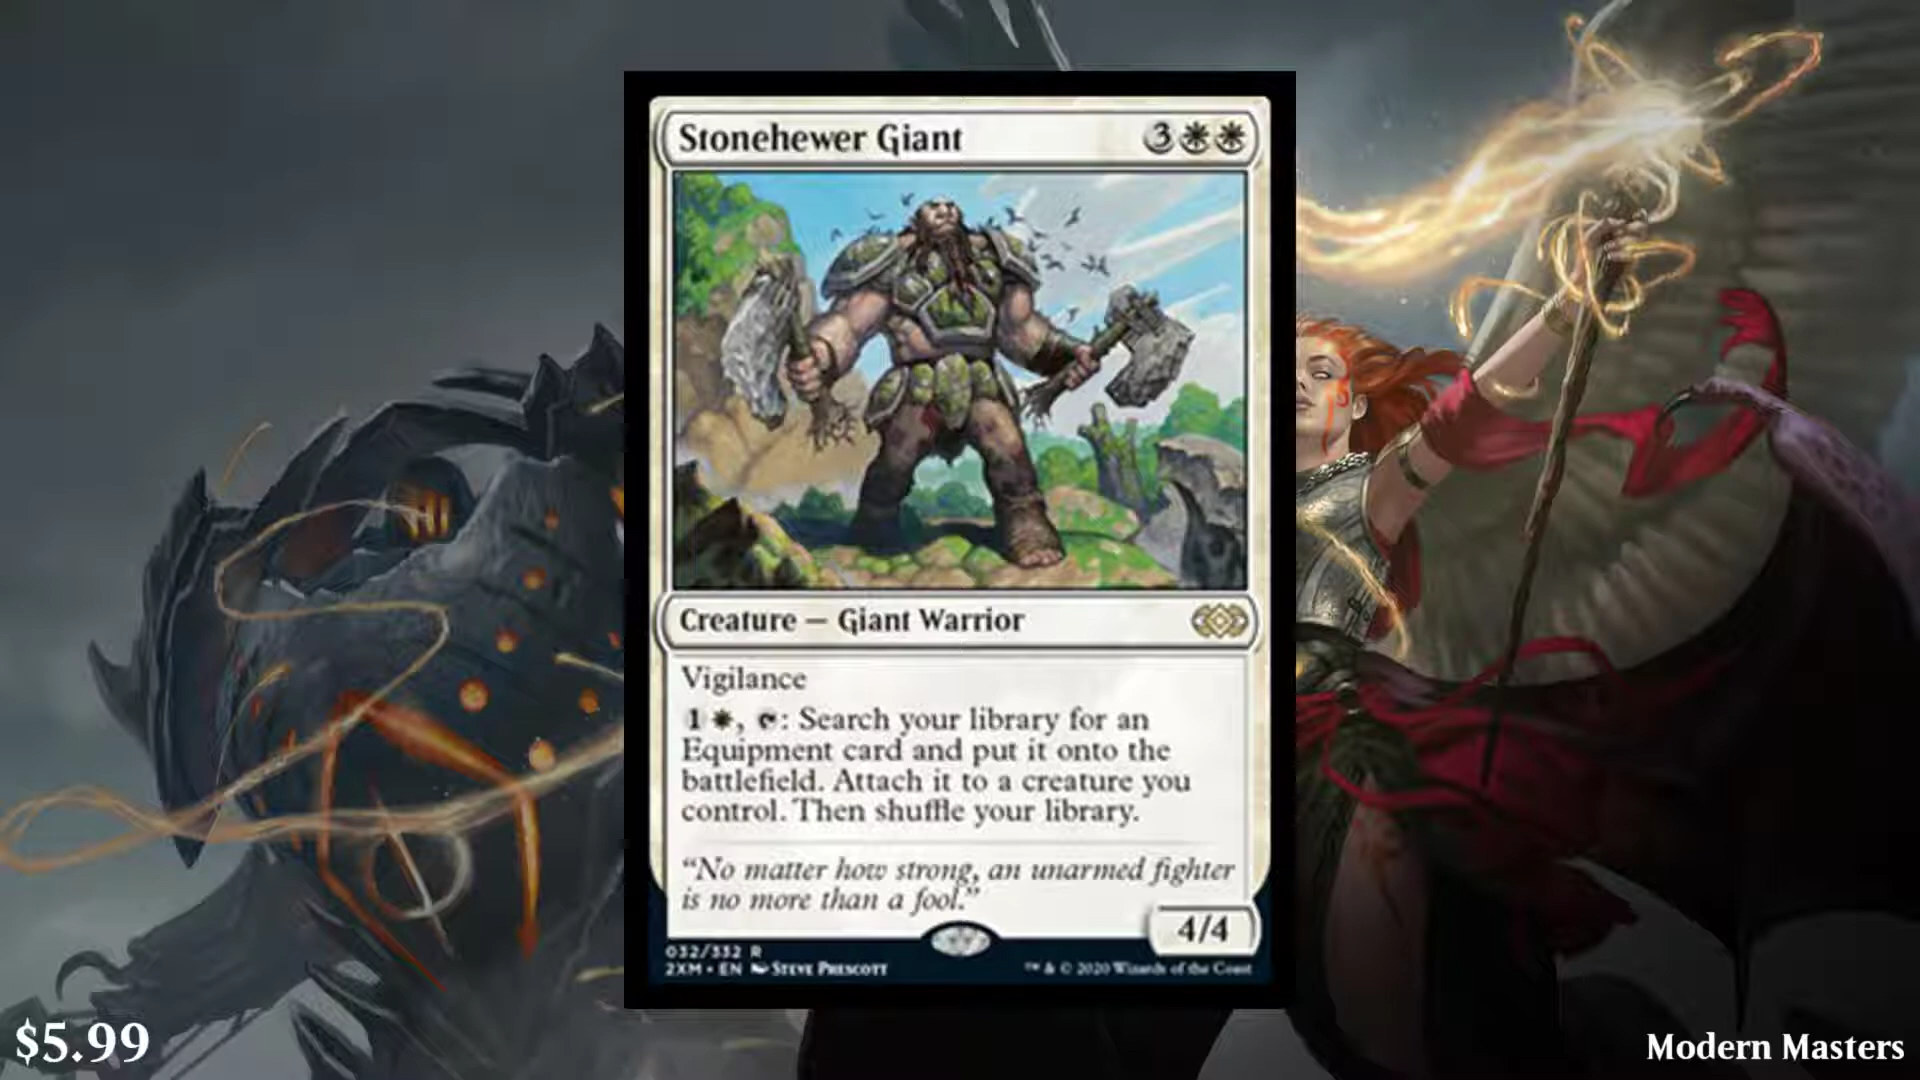 Stonehewer Giant
3
Creature — Giant Warrior
Vigilance
1, : Search your library for an
Equipment card and put it onto the
battlefield. Attach it to a creature you
control. Then shuffle your library.
“No matter how strong, an unarmed fighter
is no more than a fool.”
4/4
032/332 R
2XM • EN Steve Prescott
™ & © 2020 Wizards of the Coast
$5.99
Modern Masters